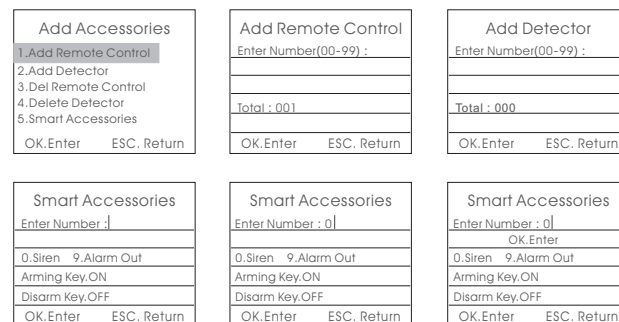 Add Accessories
1.Add Remote Control
2.Add Detector
3.Del Remote Control
4.Delete Detector
5.Smart Accessories
OK.Enter ESC. Return
Add Remote Control
Enter Number(00-99) :
Total : 001
OK.Enter ESC. Return
Add Detector
Enter Number(00-99) :
Total : 000
OK.Enter ESC. Return
Smart Accessories
Enter Number :
0.Siren 9.Alarm Out
Arming Key.ON
Disarm Key.OFF
OK.Enter ESC. Return
Smart Accessories
Enter Number : 0
0.Siren 9.Alarm Out
Arming Key.ON
Disarm Key.OFF
OK.Enter ESC. Return
Smart Accessories
Enter Number : 0
OK.Enter
0.Siren 9.Alarm Out
Arming Key.ON
Disarm Key.OFF
OK.Enter ESC. Return